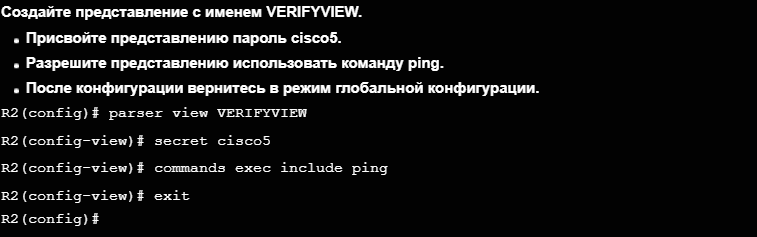 Создайте представление с именем VERIFYVIEW.
• Присвойте представлению пароль cisco5.
• Разрешите представлению использовать команду ping.
• После конфигурации вернитесь в режим глобальной конфигурации.
R2(config)# parser view VERIFYVIEW
R2(config-view)# secret cisco5
R2(config-view)# commands exec include ping
R2(config-view)# exit
R2(config)#